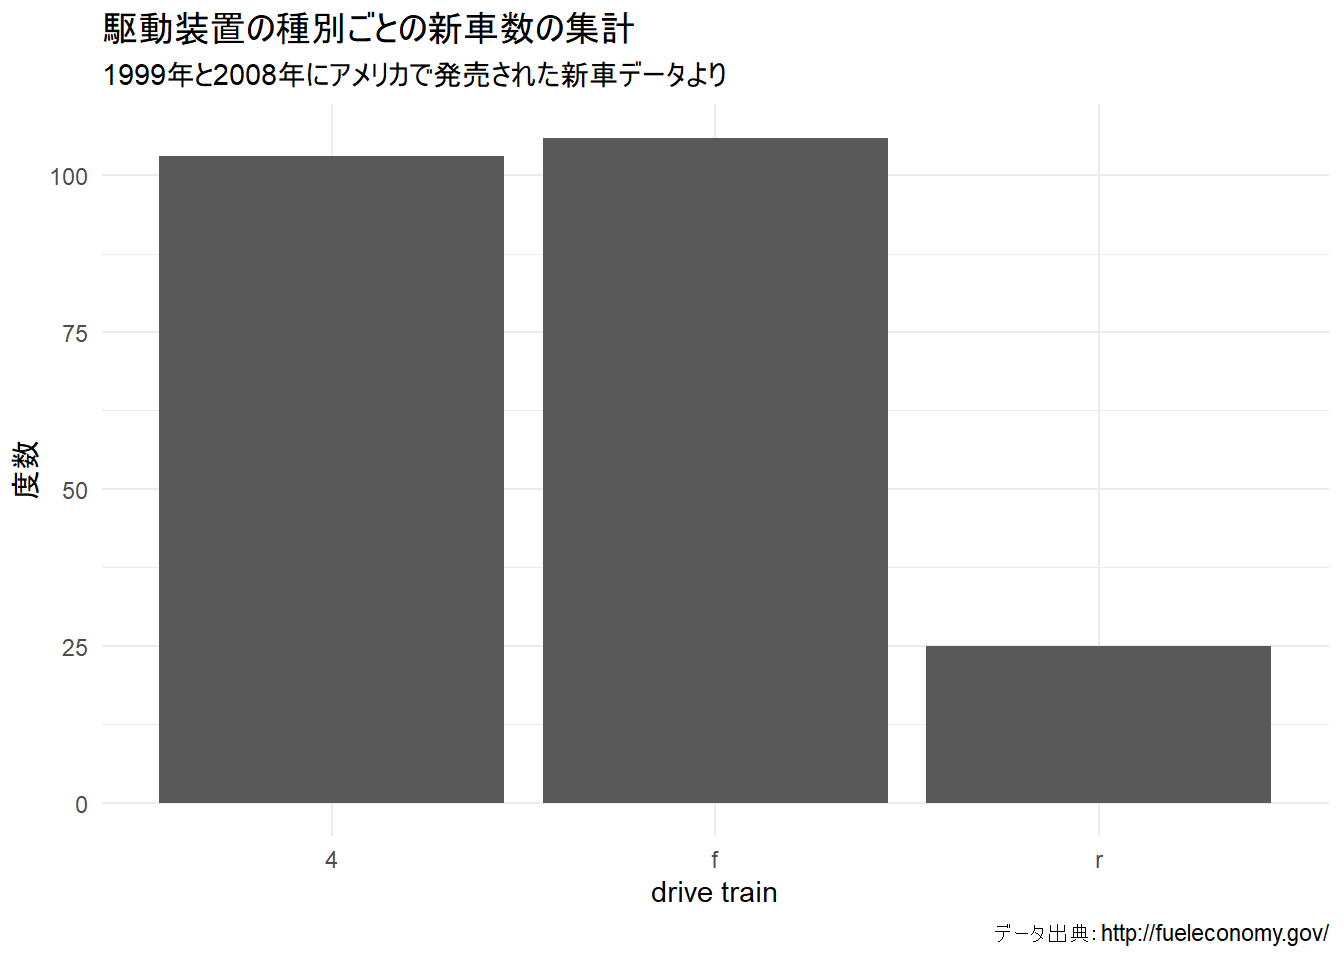 駆動装置の種別ごとの新車数の集計
1999年と2008年にアメリカで発売された新車データより
度数
100
75
50
25
0
4
f
r
drive train
データ出典：http://fueleconomy.gov/